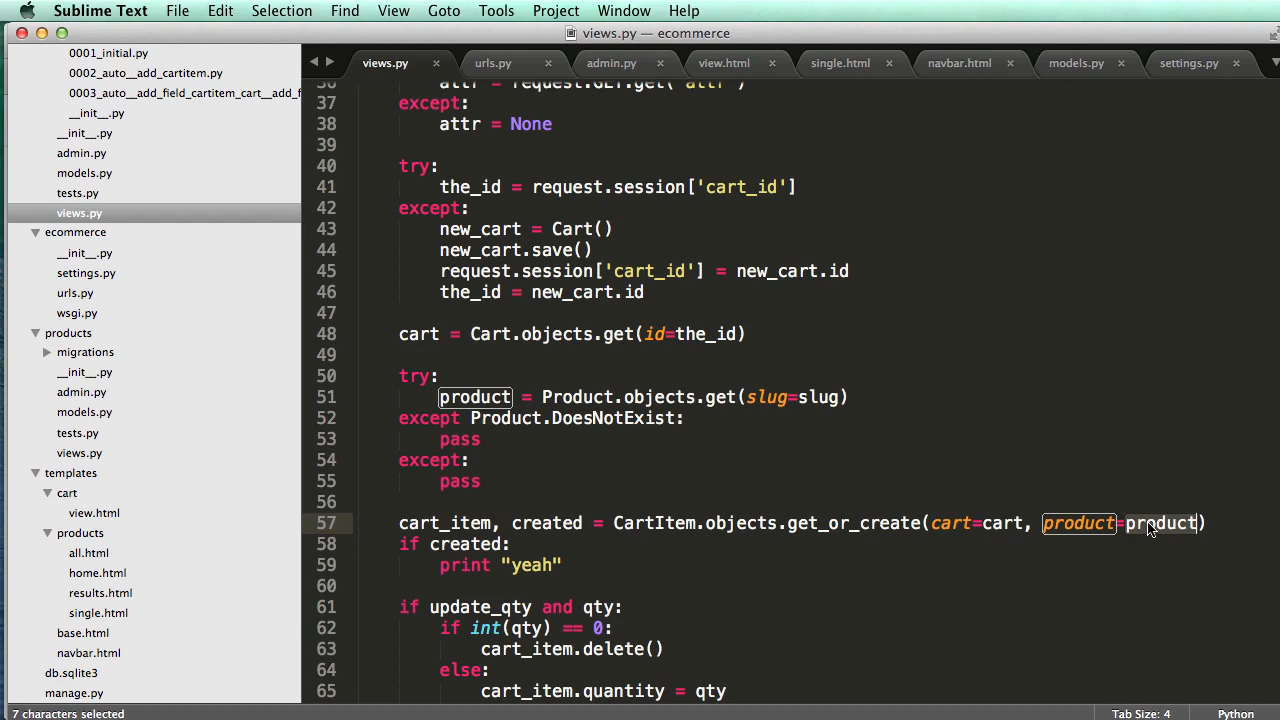 Sublime Text File Edit Selection Find View Goto Tools Project Window Help
views.py — ecommerce
views.py urls.py admin.py view.html single.html navbar.html models.py settings.py
0001_initial.py
0002_auto__add_cartitem.py
0003_auto__add_field_cartitem_cart__add_f
__init__.py
__init__.py
admin.py
models.py
tests.py
views.py
ecommerce
__init__.py
settings.py
urls.py
wsgi.py
products
migrations
__init__.py
admin.py
models.py
tests.py
views.py
templates
cart
view.html
products
all.html
home.html
results.html
single.html
base.html
navbar.html
db.sqlite3
manage.py
36 attr = request.GET.get('attr')
37 except:
38 attr = None
39
40 try:
41 the_id = request.session['cart_id']
42 except:
43 new_cart = Cart()
44 new_cart.save()
45 request.session['cart_id'] = new_cart.id
46 the_id = new_cart.id
47
48 cart = Cart.objects.get(id=the_id)
49
50 try:
51 product = Product.objects.get(slug=slug)
52 except Product.DoesNotExist:
53 pass
54 except:
55 pass
56
57 cart_item, created = CartItem.objects.get_or_create(cart=cart, product=product)
58 if created:
59 print "yeah"
60
61 if update_qty and qty:
62 if int(qty) == 0:
63 cart_item.delete()
64 else:
65 cart_item.quantity = qty
7 characters selected
Tab Size: 4 Python